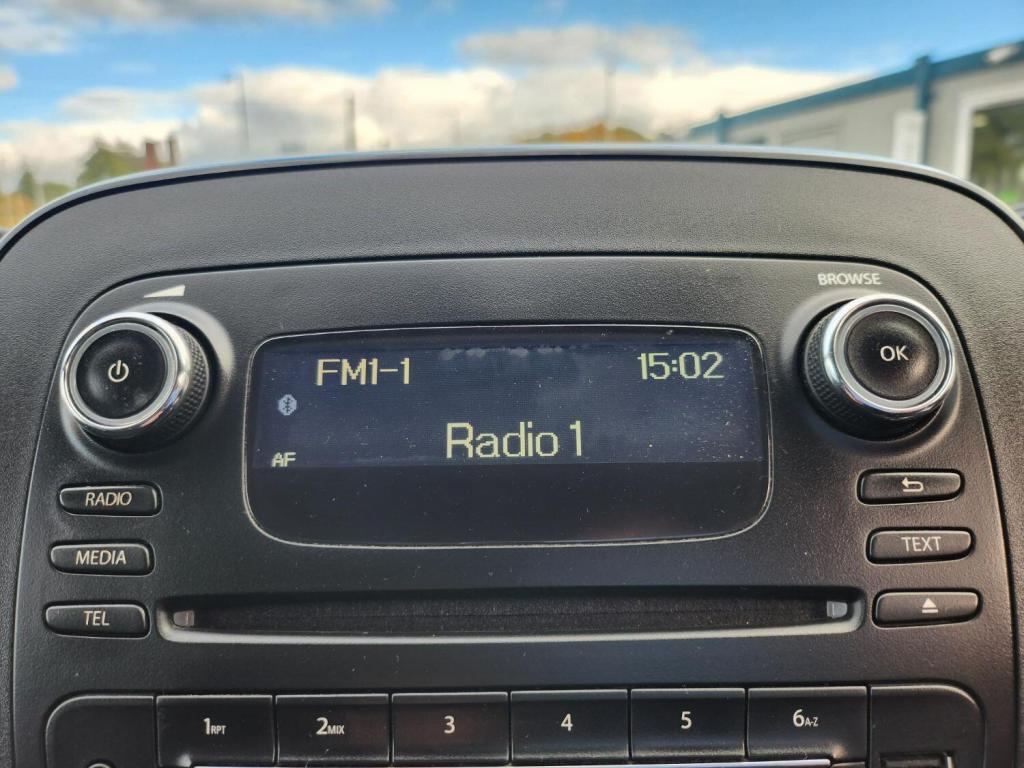 BROWSE
OK
FM1-1 15:02
AF Radio 1
RADIO
MEDIA TEXT
TEL
1RPT 2MIX 3 4 5 6A-Z